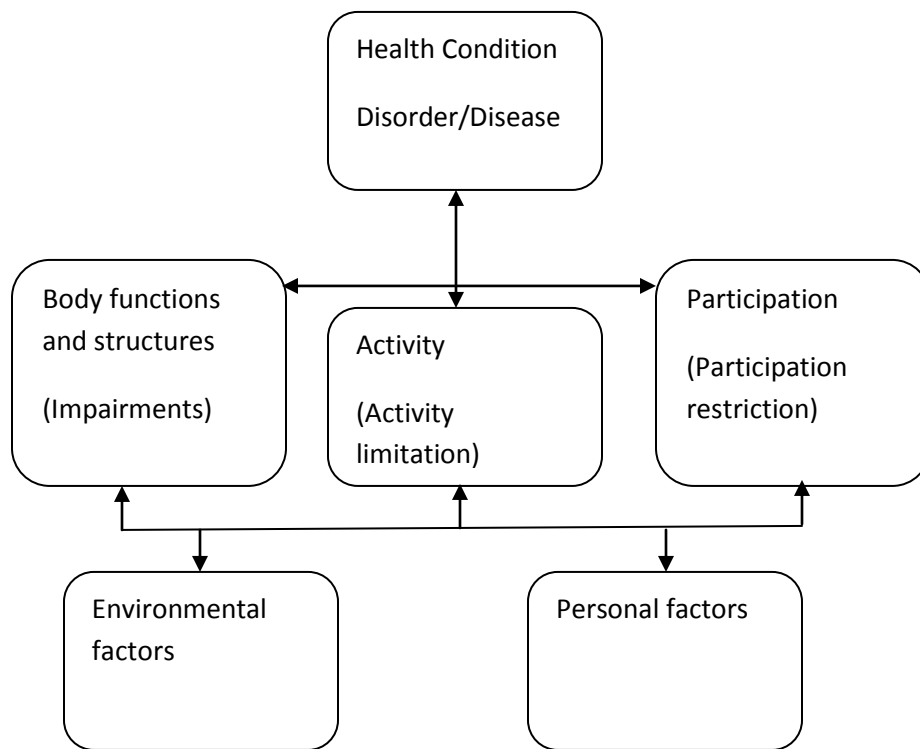 Health Condition
Disorder/Disease
Body functions
and structures
(Impairments)
Activity
(Activity
limitation)
Participation
(Participation
restriction)
Environmental
factors
Personal factors